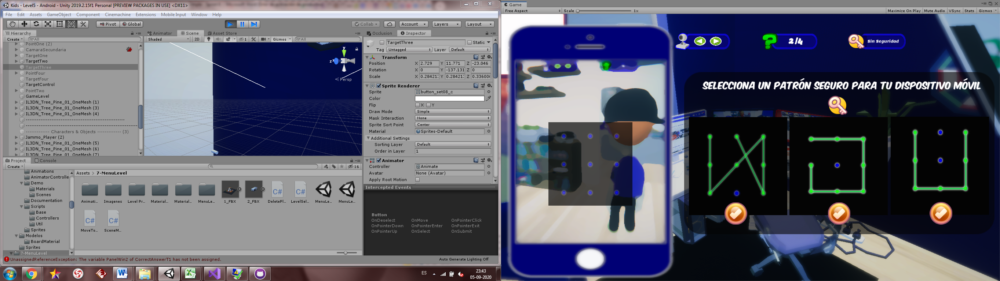 Kids - Level5 - Android - Unity 2019.2.15f1 Personal [PREVIEW PACKAGES IN USE] <DX11>
File Edit Assets GameObject Component Cinemachine Extensions Mobile Input Window Help
Pivot Global Collab Account Layers Layout
Hierarchy
Create All
PointOne (2)
CamaraSecundaria
TargetOne
TargetTwo
TargetThree
PointFour
TargetFour
TargetControl
PointTwo
GameLevel
IL3DN_Tree_Pine_01_OneMesh (1)
IL3DN_Tree_Pine_01_OneMesh (3)
IL3DN_Tree_Pine_01_OneMesh (4)
------------- Characters & Objects ------------ (3)
Jammo_Player (2)
IL3DN_Tree_Pine_01_OneMesh (5)
IL3DN_Tree_Pine_01_OneMesh (6)
IL3DN_Tree_Pine_01_OneMesh (7)
Animator Scene Asset Store
Shaded 2D 1 Gizmos All
y
z
Persp
Occlusion Inspector
TargetThree Static
Tag Untagged Layer Default
Transform
Position X 2.729 Y 11.771 Z -23.046
Rotation X 0 Y -137.131 Z 0
Scale X 0.28421 Y 0.28421 Z 0.33600
Sprite Renderer
Sprite button_set08_c
Color
Flip X Y
Draw Mode Simple
Mask Interaction None
Sprite Sort Point Center
Material Sprites-Default
Additional Settings
Sorting Layer Default
Order in Layer 1
Animator
Controller Animate
Avatar None (Avatar)
Apply Root Motion
Intercepted Events
Button
OnDeselect OnMove OnPointerClick
OnPointerDown OnPointerEnter OnPointerExit
OnPointerUp OnSelect OnSubmit
Auto Generate Lighting Off
Project Console
Create 16
Animations
AnimatorControlle
Demo
Materials
Scenes
Documentation
Scripts
Base
Controllers
Util
Sprites
Modelos
BoardMaterial
Sprites
7-MenuLevel
Assets > 7-MenuLevel
Animati... Imagenes Level Pr... Material... Material... MenuLe... 1_FBX 2_FBX DeletePl... LevelSel... MenuLe... MenuLe...
C# C#
MoveTo... SceneM...
C# C#
UnassignedReferenceException: The variable PanelWin2 of CorrectAnswerT1 has not been assigned.
ES
23:43
05-09-2020
Game
Free Aspect Scale 1x Maximize On Play Mute Audio VSync Stats Gizmos
2/4
Sin Seguridad
SELECCIONA UN PATRÓN SEGURO PARA TU DISPOSITIVO MÓVIL